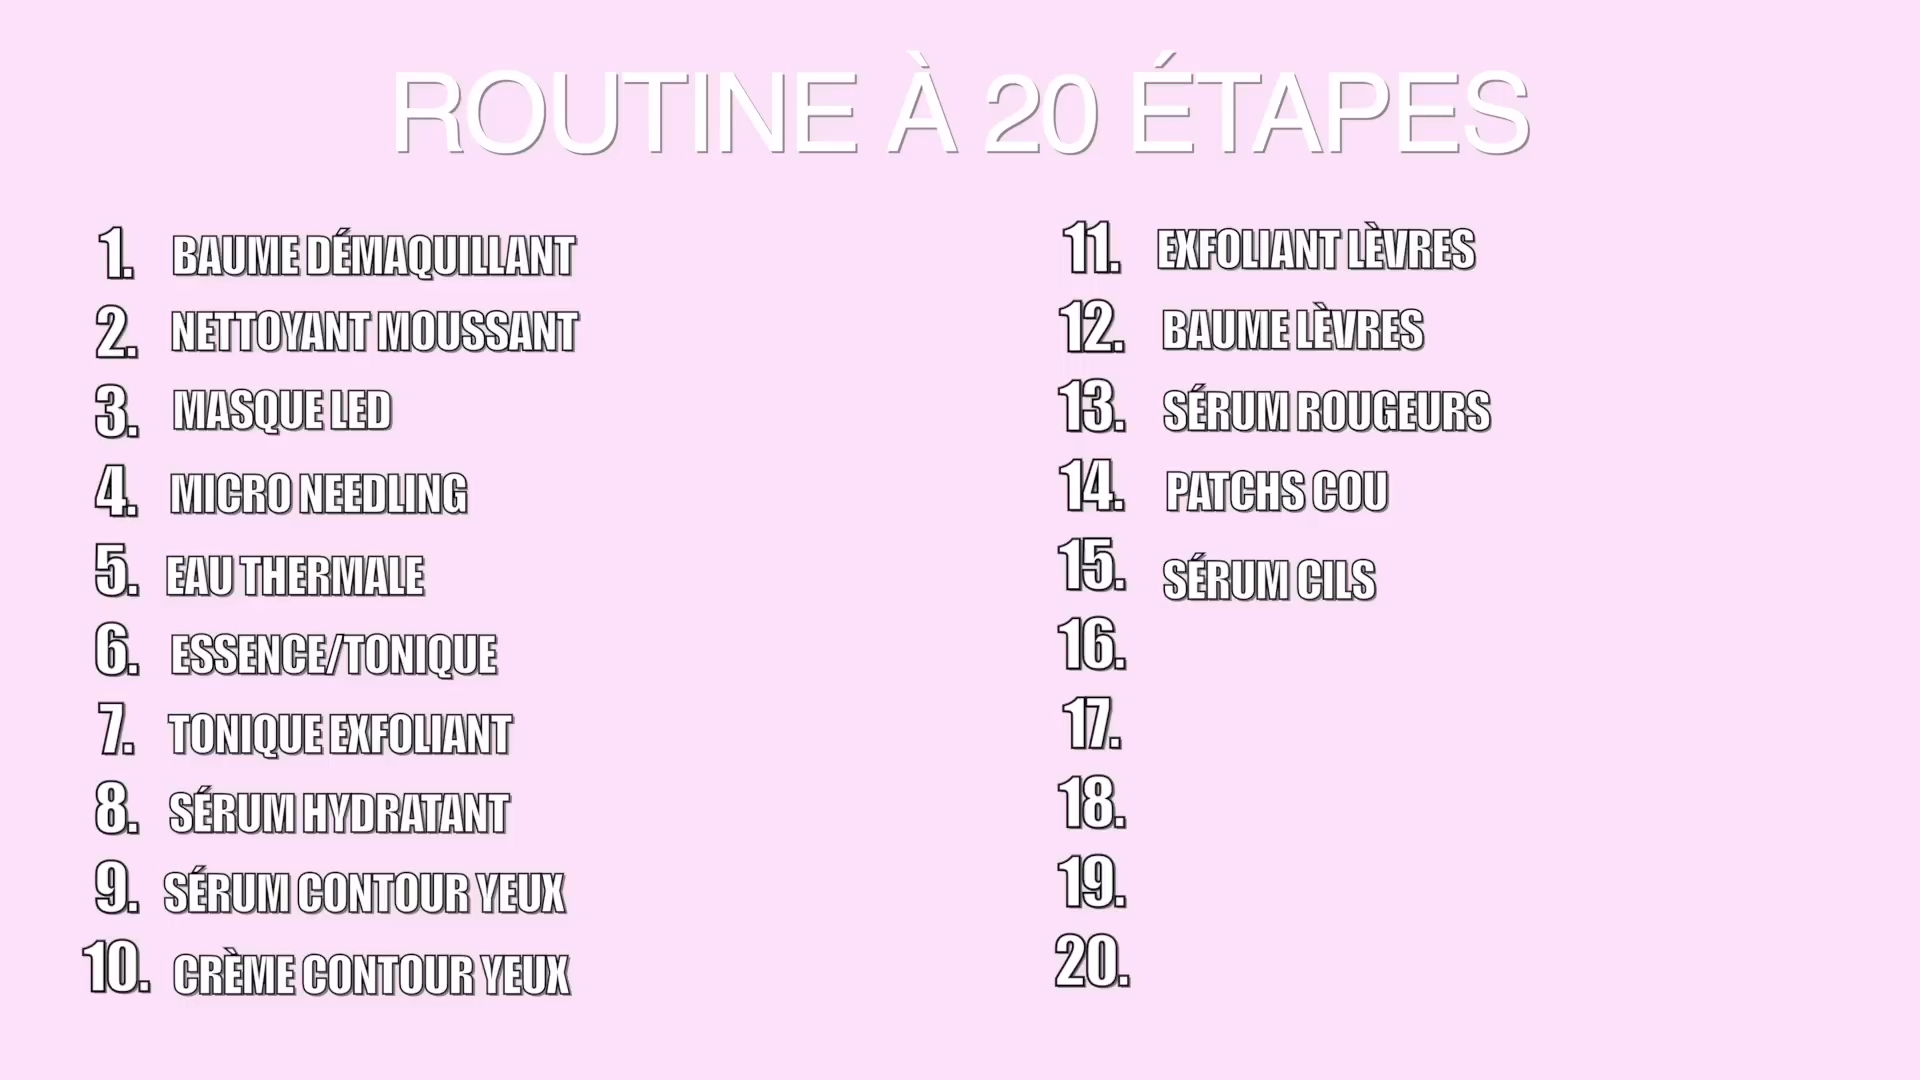 ROUTINE À 20 ÉTAPES
1. BAUME DÉMAQUILLANT
2. NETTOYANT MOUSSANT
3. MASQUE LED
4. MICRO NEEDLING
5. EAU THERMALE
6. ESSENCE/TONIQUE
7. TONIQUE EXFOLIANT
8. SÉRUM HYDRATANT
9. SÉRUM CONTOUR YEUX
10. CRÈME CONTOUR YEUX
11. EXFOLIANT LÈVRES
12. BAUME LÈVRES
13. SÉRUM ROUGEURS
14. PATCHS COU
15. SÉRUM CILS
16.
17.
18.
19.
20.